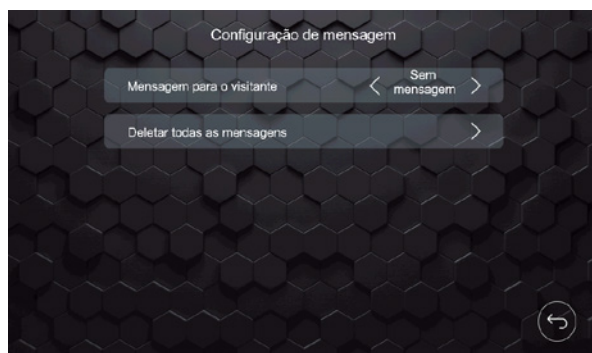 Configuração de mensagem
Mensagem para o visitante
Sem
mensagem
Deletar todas as mensagens